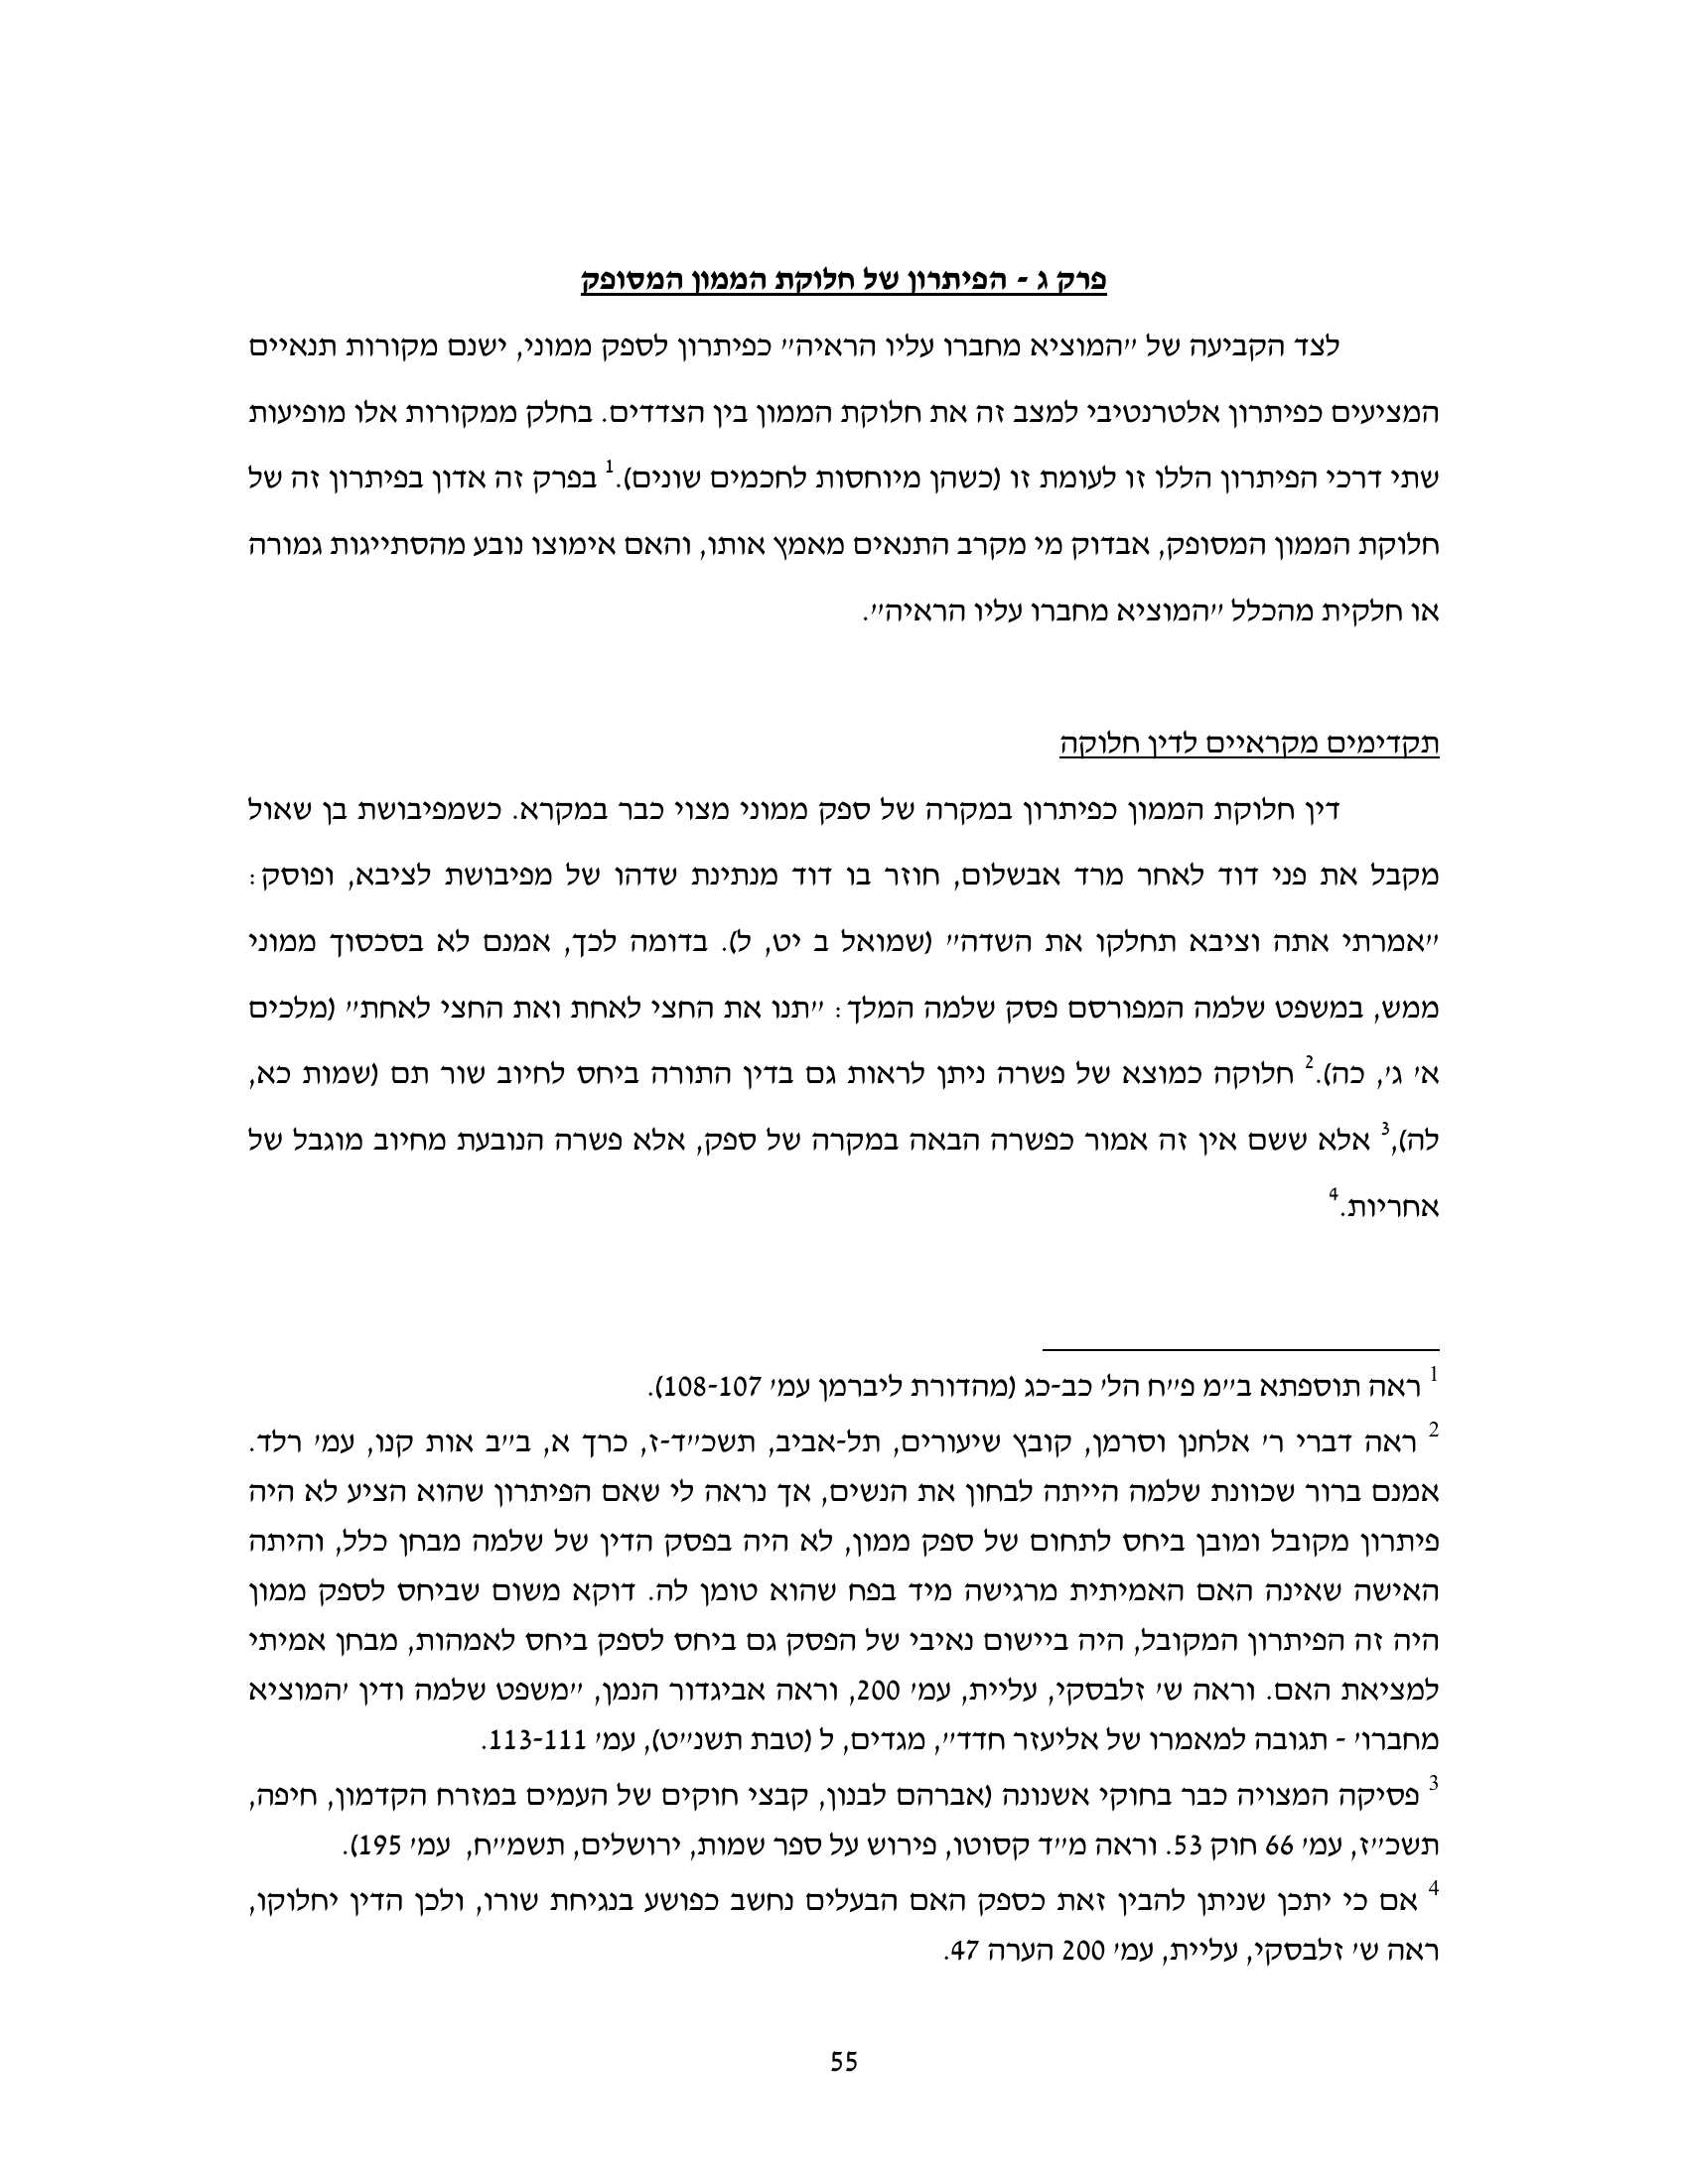 פרק ג - הפיתרון של חלוקת הממון המסופק
לצד הקביעה של "המוציא מחברו עליו הראיה" כפיתרון לספק ממוני, ישנם מקורות תנאיים
המציעים כפיתרון אלטרנטיבי למצב זה את חלוקת הממון בין הצדדים. בחלק ממקורות אלו מופיעות
שתי דרכי הפיתרון הללו זו לעומת זו (כשהן מיוחסות לחכמים שונים).1 בפרק זה אדון בפיתרון זה של
חלוקת הממון המסופק, אבדוק מי מקרב התנאים מאמץ אותו, והאם אימוצו נובע מהסתייגות גמורה
או חלקית מהכלל "המוציא מחברו עליו הראיה".
תקדימים מקראיים לדין חלוקה
דין חלוקת הממון כפיתרון במקרה של ספק ממוני מצוי כבר במקרא. כשמפיבושת בן שאול
מקבל את פני דוד לאחר מרד אבשלום, חוזר בו דוד מנתינת שדהו של מפיבושת לציבא, ופוסק:
"אמרתי אתה וציבא תחלקו את השדה" (שמואל ב יט, ל). בדומה לכך, אמנם לא בסכסוך ממוני
ממש, במשפט שלמה המפורסם פסק שלמה המלך: "תנו את החצי לאחת ואת החצי לאחת" (מלכים
א' ג', כה).2 חלוקה כמוצא של פשרה ניתן לראות גם בדין התורה ביחס לחיוב שור תם (שמות כא,
לה),3 אלא ששם אין זה אמור כפשרה הבאה במקרה של ספק, אלא פשרה הנובעת מחיוב מוגבל של
אחריות.4
1 ראה תוספתא ב"מ פ"ח הל' כב-כג (מהדורת ליברמן עמ' 108-107).
2 ראה דברי ר' אלחנן וסרמן, קובץ שיעורים, תל-אביב, תשכ"ד-ז, כרך א, ב"ב אות קנו, עמ' רלד.
אמנם ברור שכוונת שלמה הייתה לבחון את הנשים, אך נראה לי שאם הפיתרון שהוא הציע לא היה
פיתרון מקובל ומובן ביחס לתחום של ספק ממון, לא היה בפסק הדין של שלמה מבחן כלל, והיתה
האישה שאינה האם האמיתית מרגישה מיד בפח שהוא טומן לה. דוקא משום שביחס לספק ממון
היה זה הפיתרון המקובל, היה ביישום נאיבי של הפסק גם ביחס לספק ביחס לאמהות, מבחן אמיתי
למציאת האם. וראה ש' זלבסקי, עליית, עמ' 200, וראה אביגדור הנמן, "משפט שלמה ודין 'המוציא
מחברו' - תגובה למאמרו של אליעזר חדד", מגדים, ל (טבת תשנ"ט), עמ' 113-111.
3 פסיקה המצויה כבר בחוקי אשנונה (אברהם לבנון, קבצי חוקים של העמים במזרח הקדמון, חיפה,
תשכ"ז, עמ' 66 חוק 53. וראה מ"ד קסוטו, פירוש על ספר שמות, ירושלים, תשמ"ח, עמ' 195).
4 אם כי יתכן שניתן להבין זאת כספק האם הבעלים נחשב כפושע בנגיחת שורו, ולכן הדין יחלוקו,
ראה ש' זלבסקי, עליית, עמ' 200 הערה 47.
55